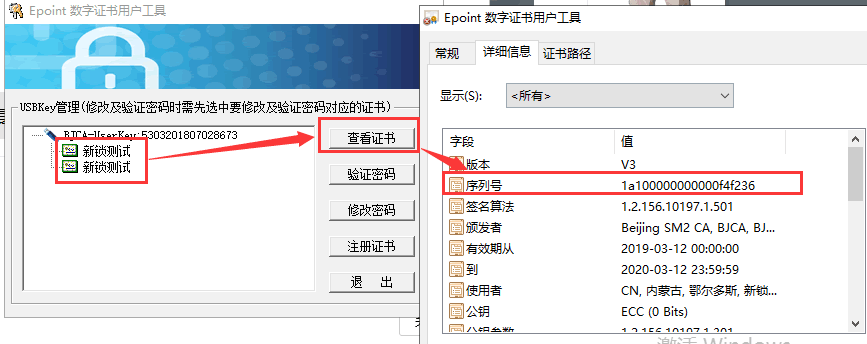 Epoint 数字证书用户工具
USBKey管理(修改及验证密码时需先选中要修改及验证密码对应的证书)
BJCA-UserKey:5303201807028673
新锁测试
新锁测试
查看证书
验证密码
修改密码
注册证书
退 出
Epoint 数字证书用户工具
常规
详细信息
证书路径
显示(S):
<所有>
字段
值
版本
V3
序列号
1a100000000000f4f236
签名算法
1.2.156.10197.1.501
颁发者
Beijing SM2 CA, BJCA, BJ...
有效期从
2019-03-12 00:00:00
到
2020-03-12 23:59:59
使用者
CN, 内蒙古, 鄂尔多斯, 新锁...
公钥
ECC (0 Bits)
公钥参数
1.2.156.10197.1.301
激活 Windows